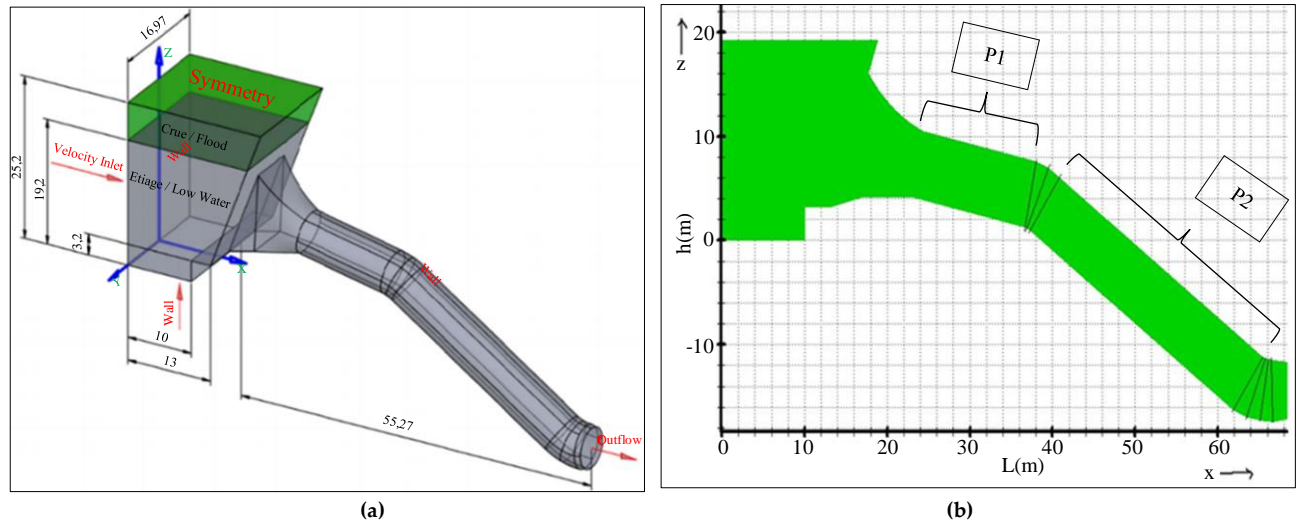 16,97
Z
Symmetry
Crue / Flood
Wall
Velocity Inlet
Etiage / Low Water
25,2
19,2
3,2
X
Y
Wall
Wall
10
13
55,27
Outflow
(a)
20
z
P1
10
P2
h(m)
0
-10
0 10 20 30 40 50 60
L(m)
x
(b)